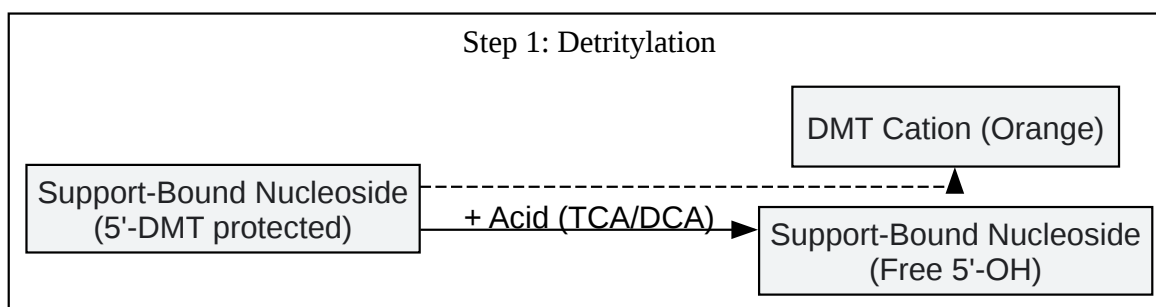 Step 1: Detritylation
DMT Cation (Orange)
Support-Bound Nucleoside
(5'-DMT protected)
+ Acid (TCA/DCA)
Support-Bound Nucleoside
(Free 5'-OH)